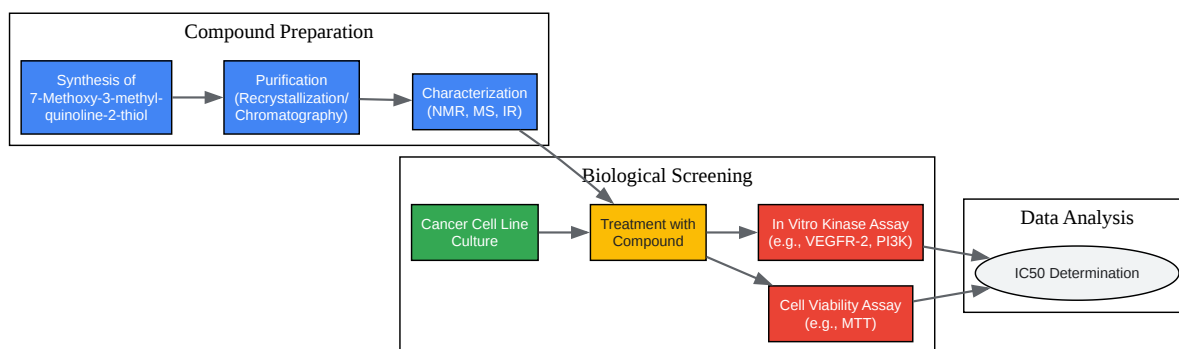 Compound Preparation
Synthesis of
7-Methoxy-3-methyl-
quinoline-2-thiol
Purification
(Recrystallization/
Chromatography)
Characterization
(NMR, MS, IR)
Biological Screening
Cancer Cell Line
Culture
Treatment with
Compound
In Vitro Kinase Assay
(e.g., VEGFR-2, PI3K)
Cell Viability Assay
(e.g., MTT)
Data Analysis
IC50 Determination